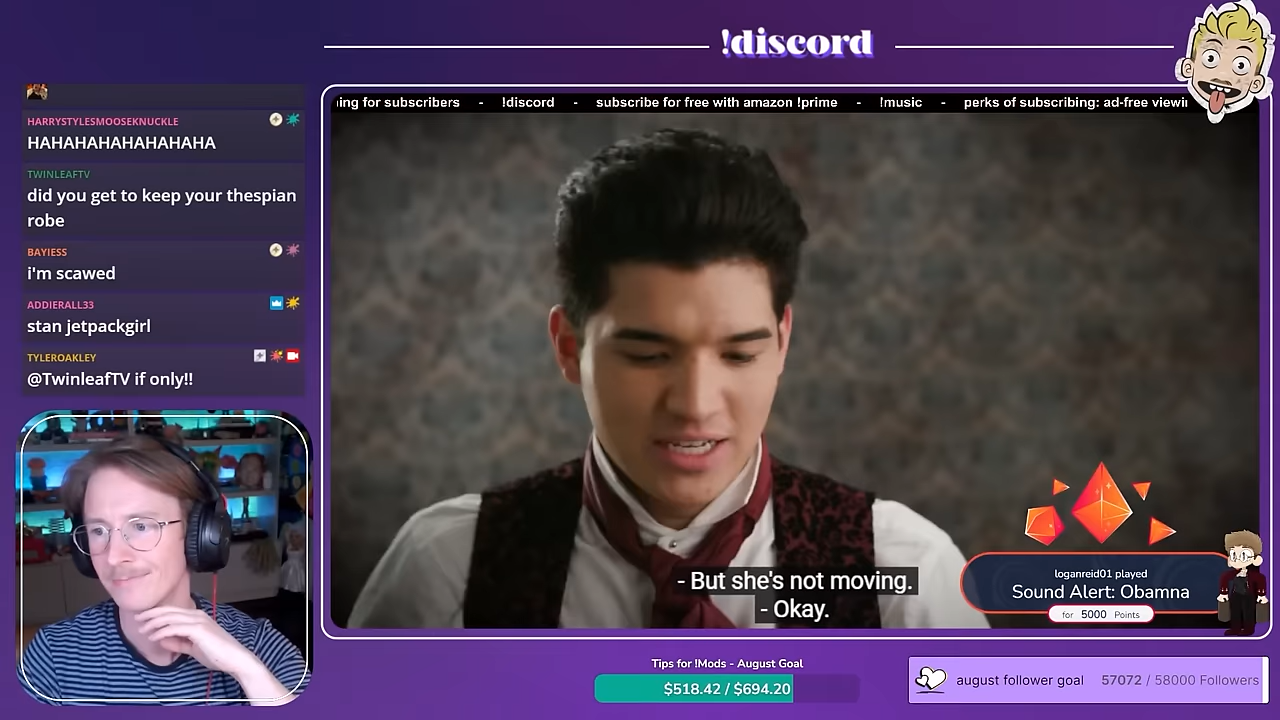 !discord
ing for subscribers - !discord - subscribe for free with amazon !prime - !music - perks of subscribing: ad-free viewin
HARRYSTYLESMOOSEKNUCKLE
HAHAHAHAHAHAHAHA
TWINLEAFTV
did you get to keep your thespian
robe
BAYIESS
i'm scawed
ADDIERALL33
stan jetpackgirl
TYLEROAKLEY
@TwinleafTV if only!!
- But she's not moving.
- Okay.
loganreid01 played
Sound Alert: Obamna
for 5000 Points
Tips for !Mods - August Goal
$518.42 / $694.20
august follower goal 57072 / 58000 Followers